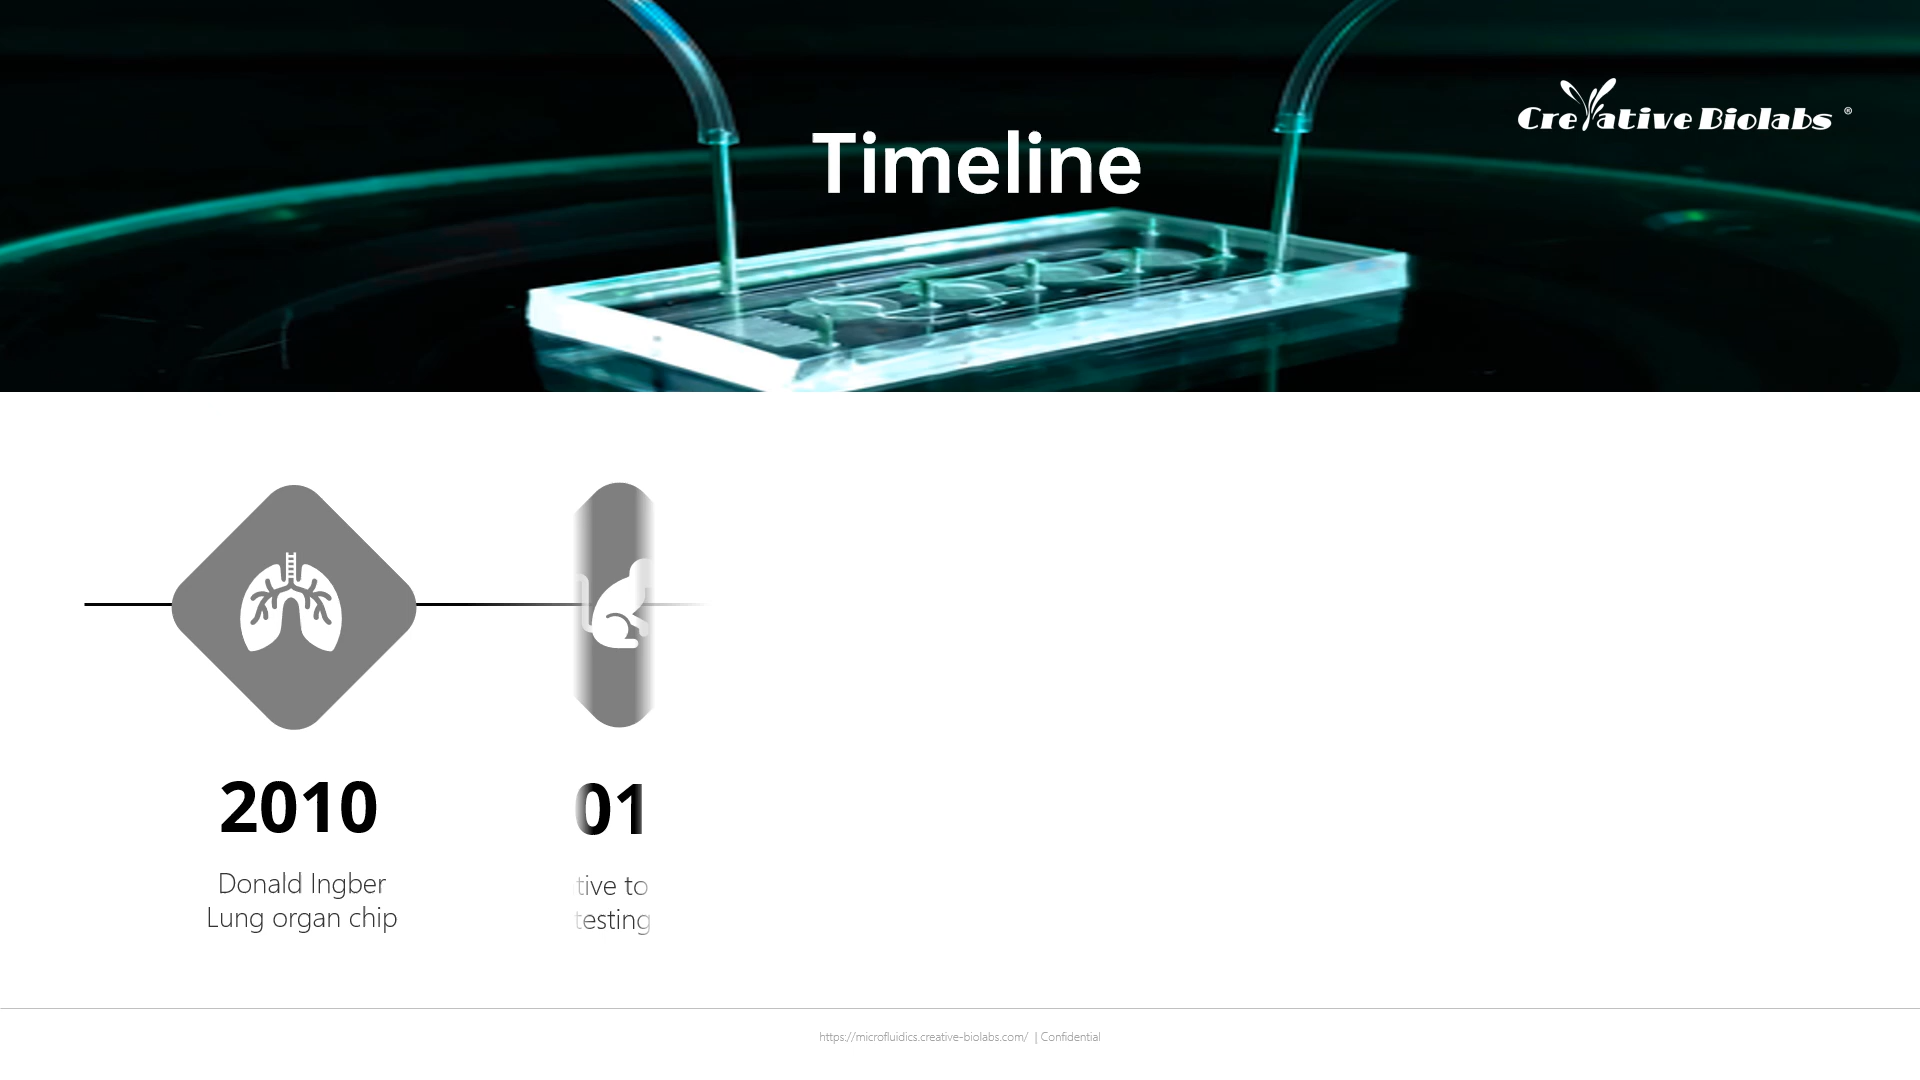 Creative Biolabs ®
Timeline
2010
Donald Ingber
Lung organ chip
01
tive to
testing
https://microfluidics.creative-biolabs.com/ | Confidential